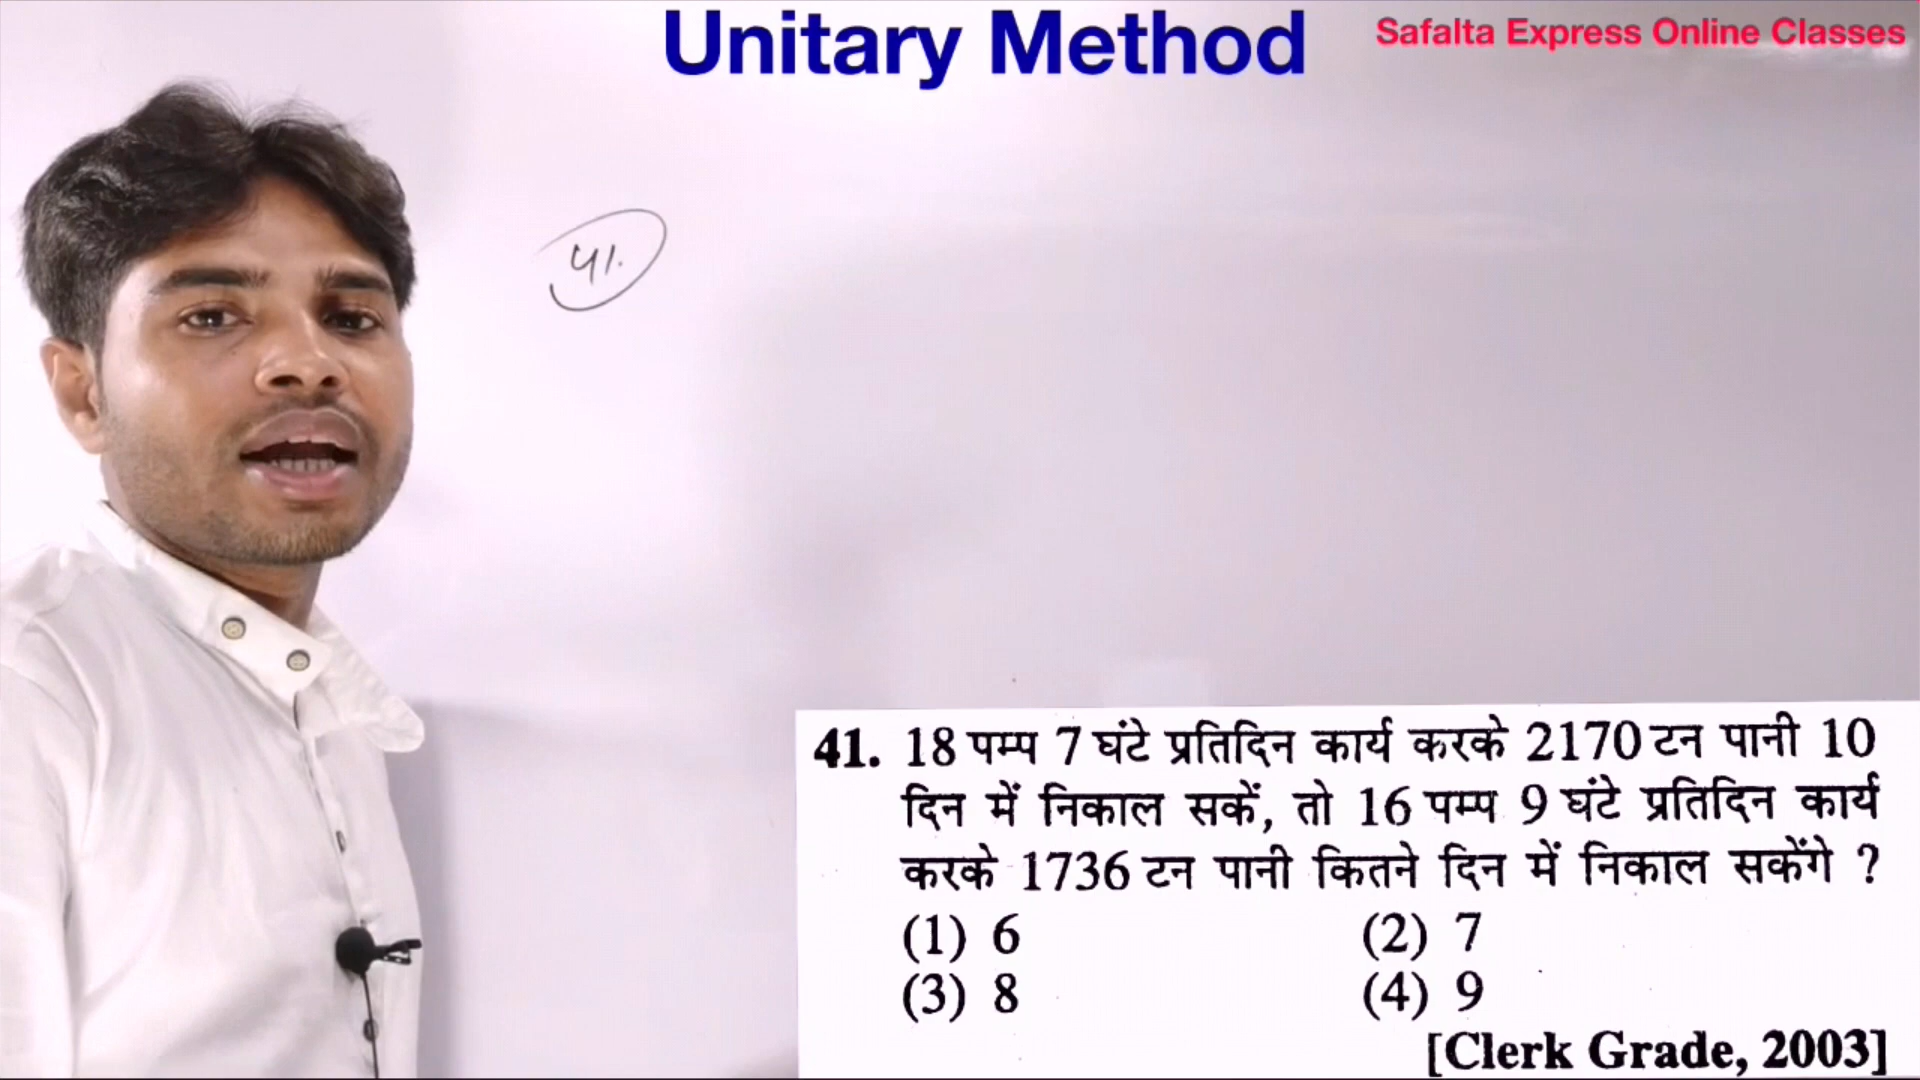 Unitary Method
Safalta Express Online Classes
41.
41. 18 पम्प 7 घंटे प्रतिदिन कार्य करके 2170 टन पानी 10
दिन में निकाल सकें, तो 16 पम्प 9 घंटे प्रतिदिन कार्य
करके 1736 टन पानी कितने दिन में निकाल सकेंगे ?
(1) 6 (2) 7
(3) 8 (4) 9
[Clerk Grade, 2003]